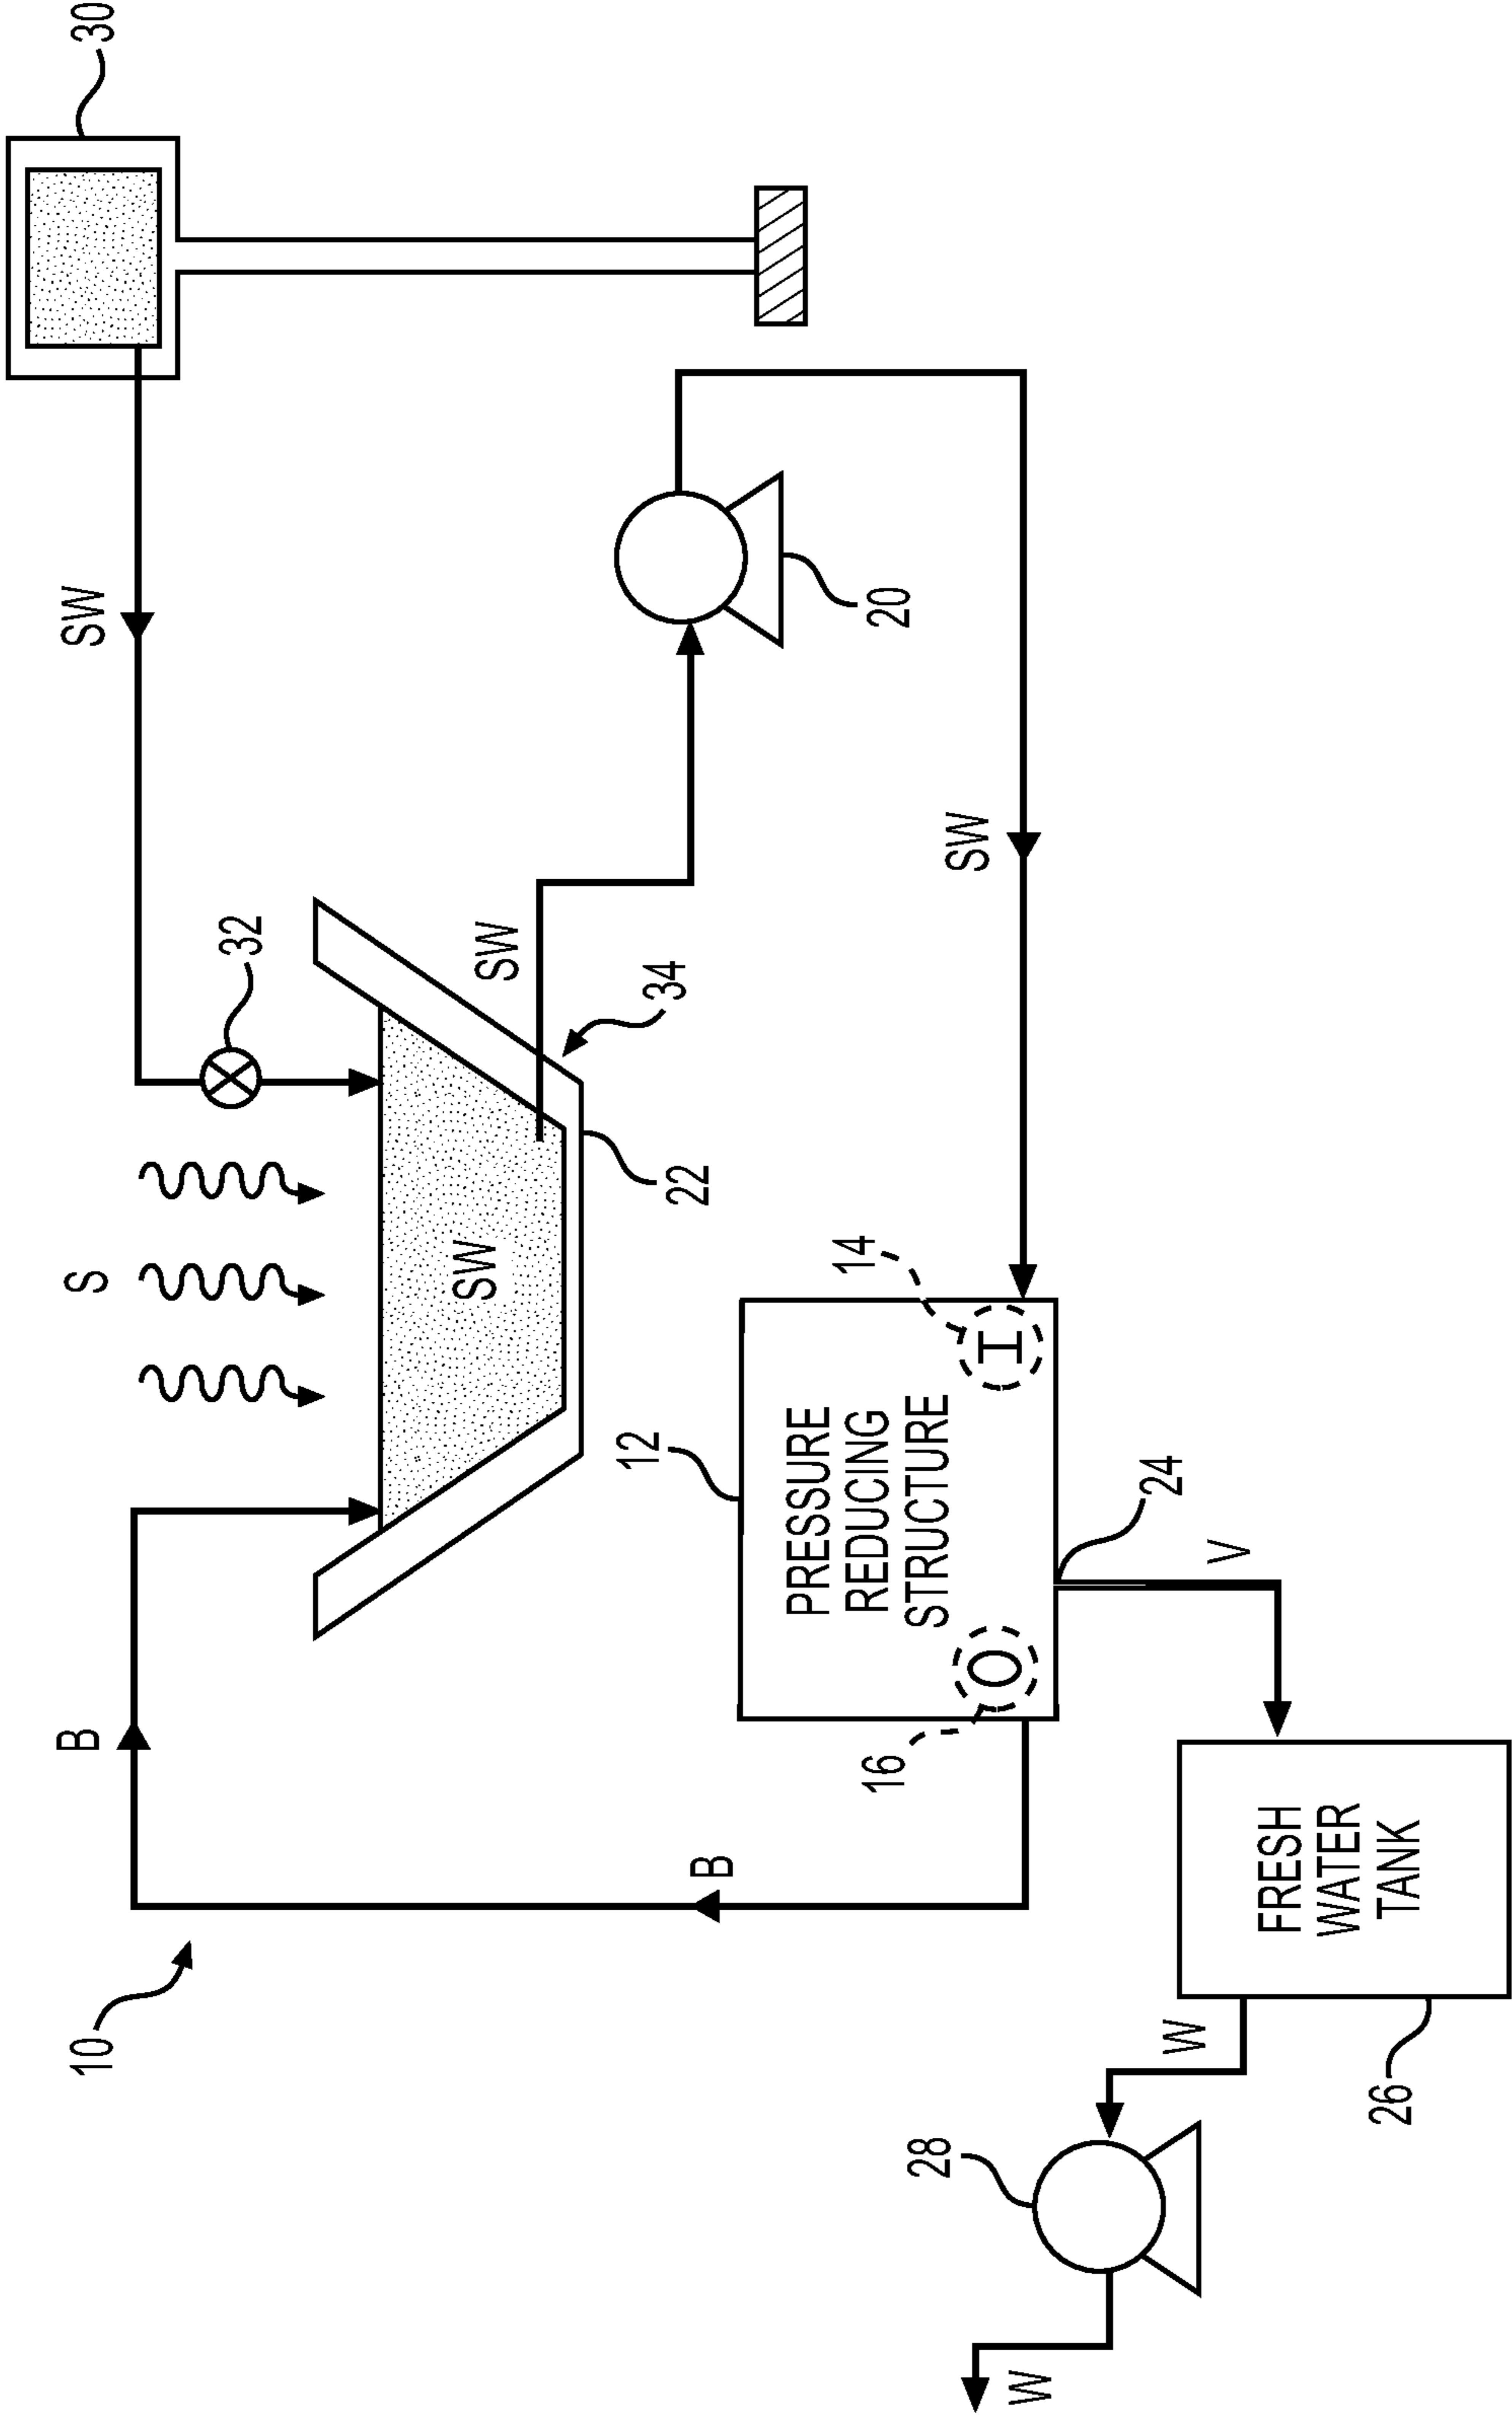 10
B
S
SW
30
32
SW
SW
34
22
12
B
PRESSURE
REDUCING
STRUCTURE
14
20
16
28
SW
O
I
W
24
W
V
FRESH
WATER
TANK
26